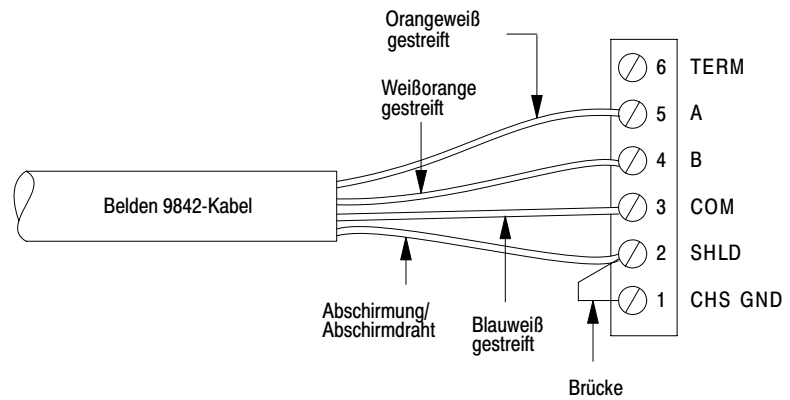 Orangeweiß
gestreift
Weißorange
gestreift
Belden 9842-Kabel
Abschirmung/
Abschirmdraht
Blauweiß
gestreift
Brücke
6 TERM
5 A
4 B
3 COM
2 SHLD
1 CHS GND